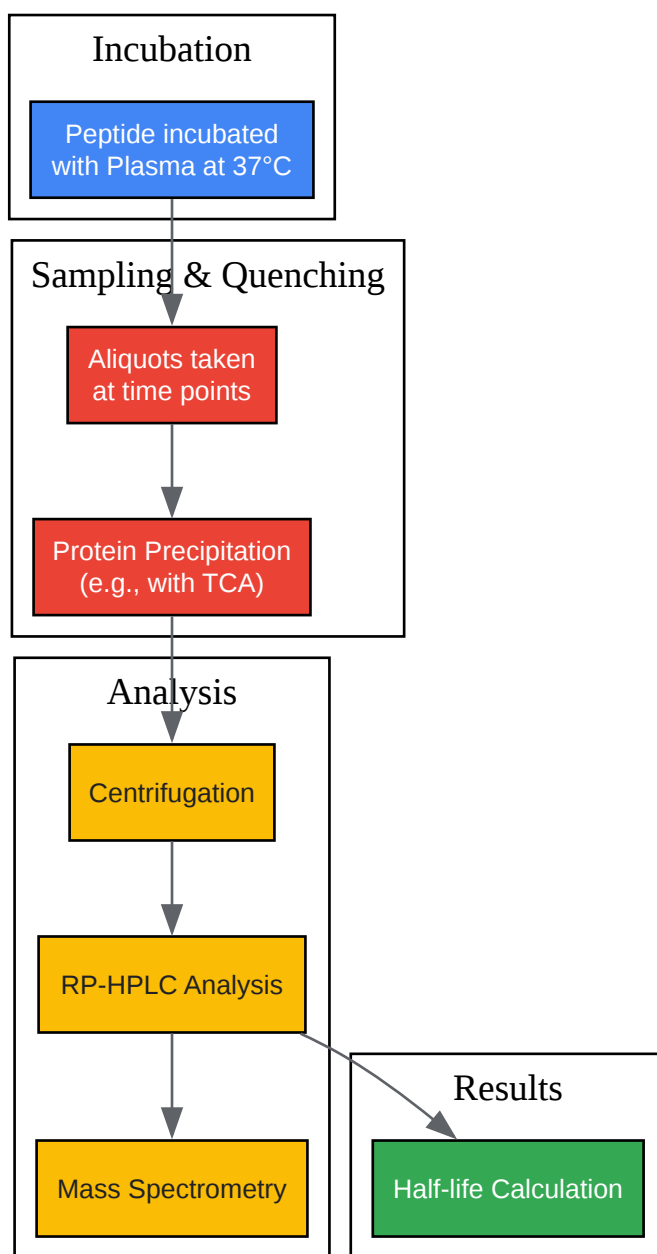 Incubation
Peptide incubated
with Plasma at 37°C
Sampling & Quenching
Aliquots taken
at time points
Protein Precipitation
(e.g., with TCA)
Analysis
Centrifugation
RP-HPLC Analysis
Mass Spectrometry
Results
Half-life Calculation